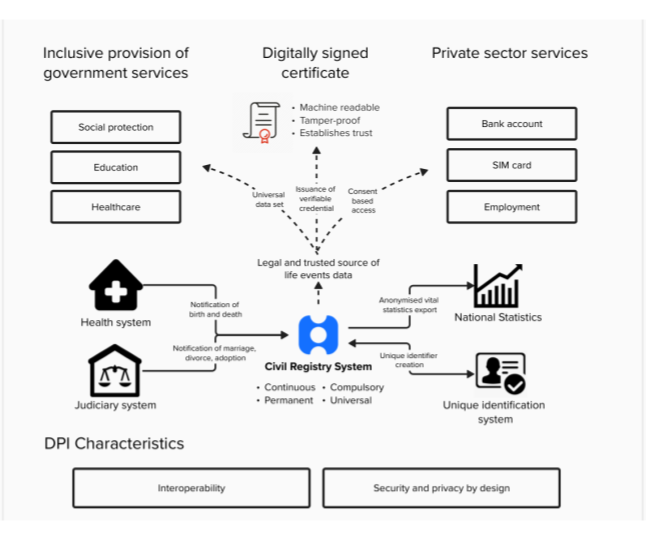 Inclusive provision of
government services
Digitally signed
certificate
Private sector services
Social protection
Education
Healthcare
• Machine readable
• Tamper-proof
• Establishes trust
Bank account
SIM card
Employment
Universal
data set
Issuance of
verifiable
credential
Consent
based
access
Legal and trusted source of
life events data
Health system
Notification of
birth and death
Notification of marriage,
divorce, adoption
Judiciary system
Civil Registry System
• Continuous • Compulsory
• Permanent • Universal
Anonymised vital
statistics export
National Statistics
Unique identifier
creation
Unique identification
system
DPI Characteristics
Interoperability
Security and privacy by design